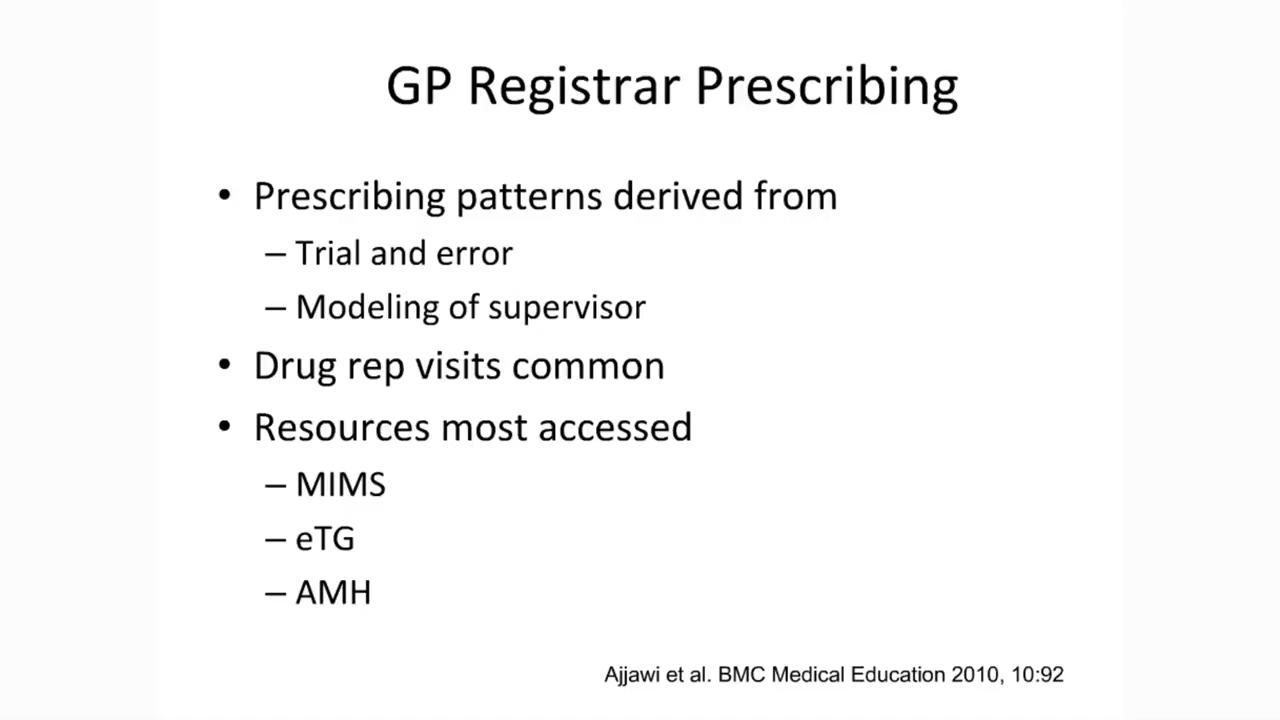 GP Registrar Prescribing
• Prescribing patterns derived from
– Trial and error
– Modeling of supervisor
• Drug rep visits common
• Resources most accessed
– MIMS
– eTG
– AMH
Ajjawi et al. BMC Medical Education 2010, 10:92